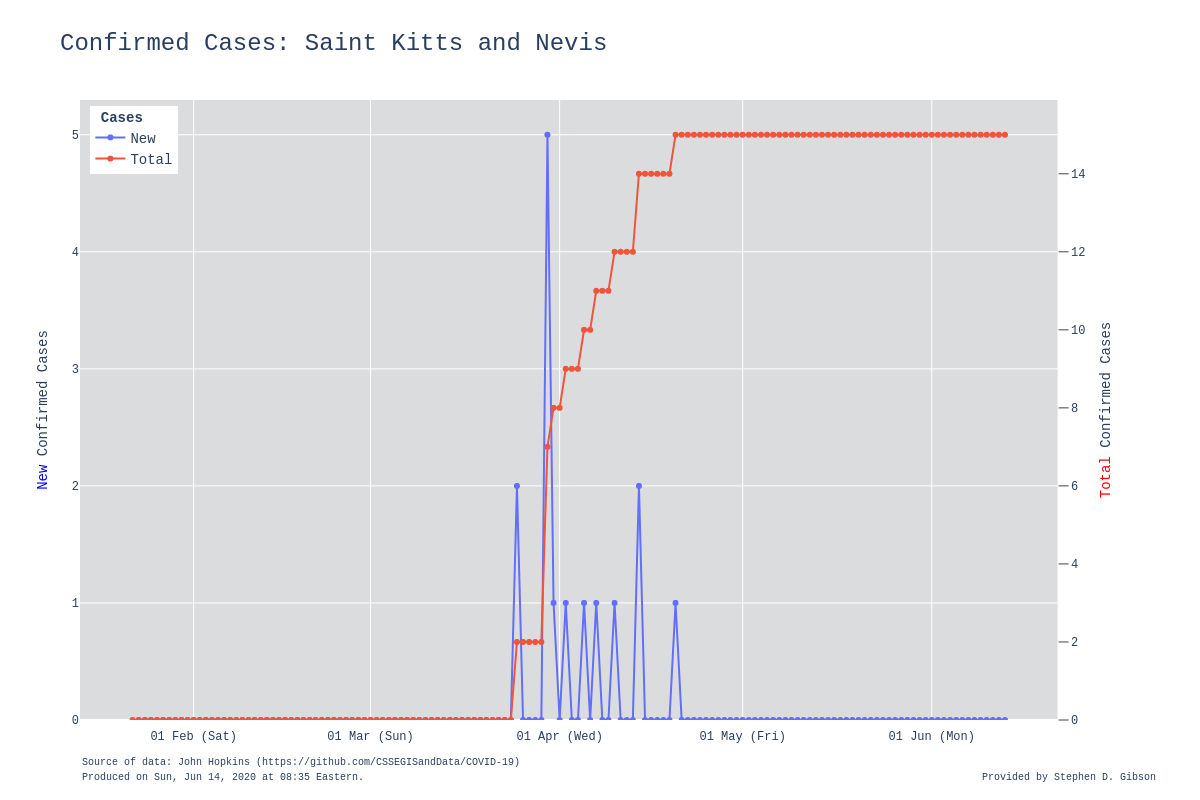 Confirmed Cases: Saint Kitts and Nevis
Cases
New
Total
5
4
3
2
1
0
New Confirmed Cases
14
12
10
8
6
4
2
0
Total Confirmed Cases
01 Feb (Sat)
01 Mar (Sun)
01 Apr (Wed)
01 May (Fri)
01 Jun (Mon)
Source of data: John Hopkins (https://github.com/CSSEGISandData/COVID-19)
Produced on Sun, Jun 14, 2020 at 08:35 Eastern.
Provided by Stephen D. Gibson